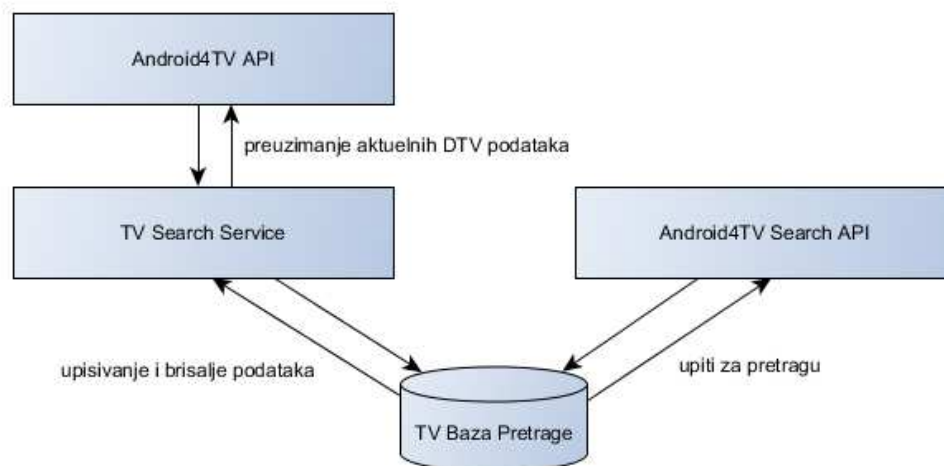 Android4TV API
preuzimanje aktuelnih DTV podataka
TV Search Service
Android4TV Search API
upisivanje i brisalje podataka
upiti za pretragu
TV Baza Pretrage